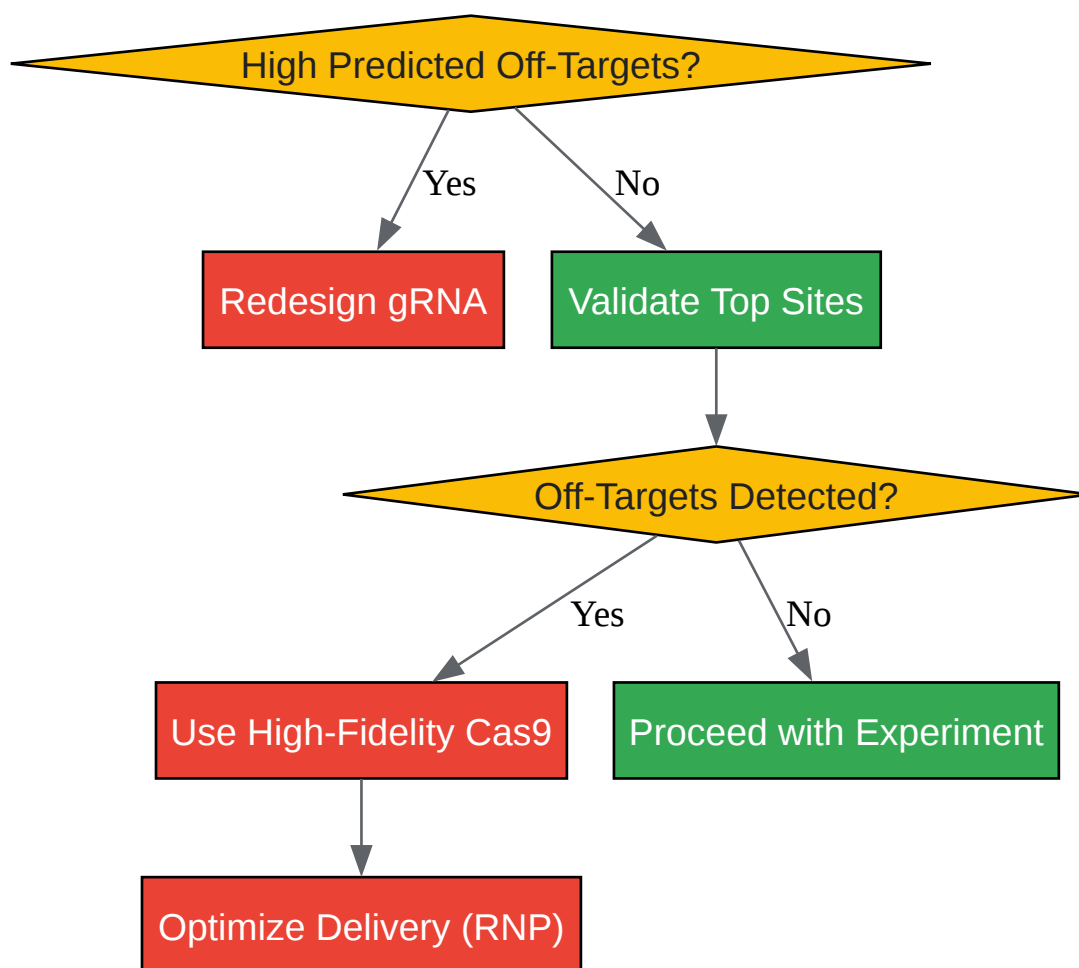 High Predicted Off-Targets?
Yes
No
Redesign gRNA
Validate Top Sites
Off-Targets Detected?
Yes
No
Use High-Fidelity Cas9
Proceed with Experiment
Optimize Delivery (RNP)